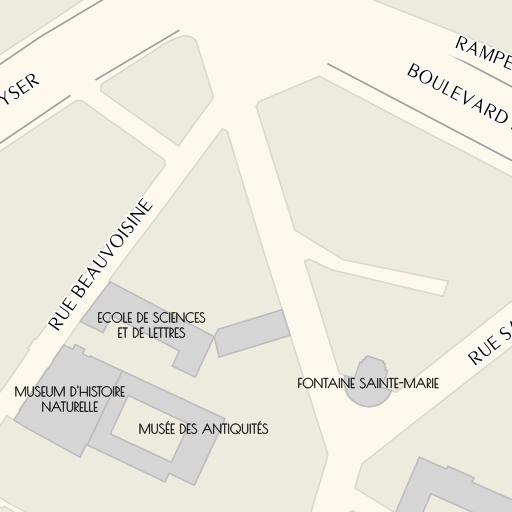 YSER
RAMPE
BOULEVARD
RUE BEAUVOISINE
ECOLE DE SCIENCES
ET DE LETTRES
RUE SA
MUSEUM D'HISTOIRE
NATURELLE
FONTAINE SAINTE-MARIE
MUSÉE DES ANTIQUITÉS